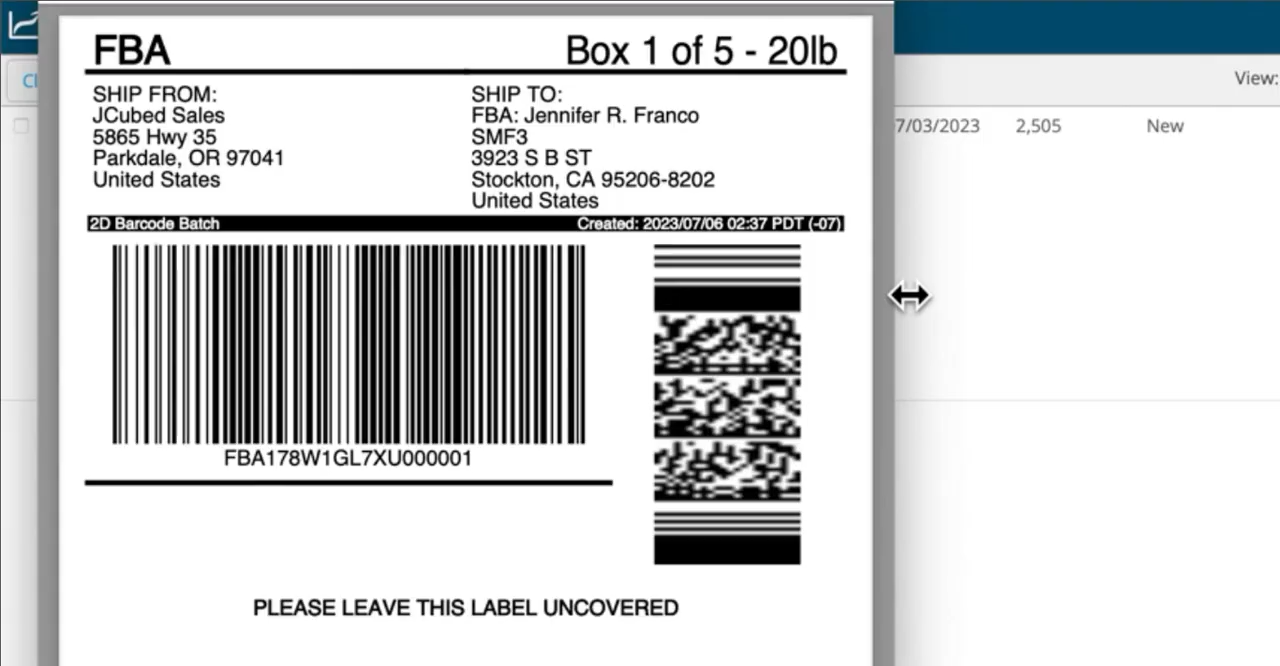 FBA
Box 1 of 5 - 20lb
SHIP FROM:
JCubed Sales
5865 Hwy 35
Parkdale, OR 97041
United States
SHIP TO:
FBA: Jennifer R. Franco
SMF3
3923 S B ST
Stockton, CA 95206-8202
United States
2D Barcode Batch
Created: 2023/07/06 02:37 PDT (-07)
FBA178W1GL7XU000001
PLEASE LEAVE THIS LABEL UNCOVERED
View:
7/03/2023 2,505 New